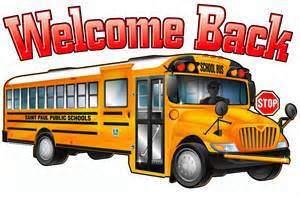 Welcome Back
SCHOOL BUS
STOP
SAINT PAUL PUBLIC SCHOOLS